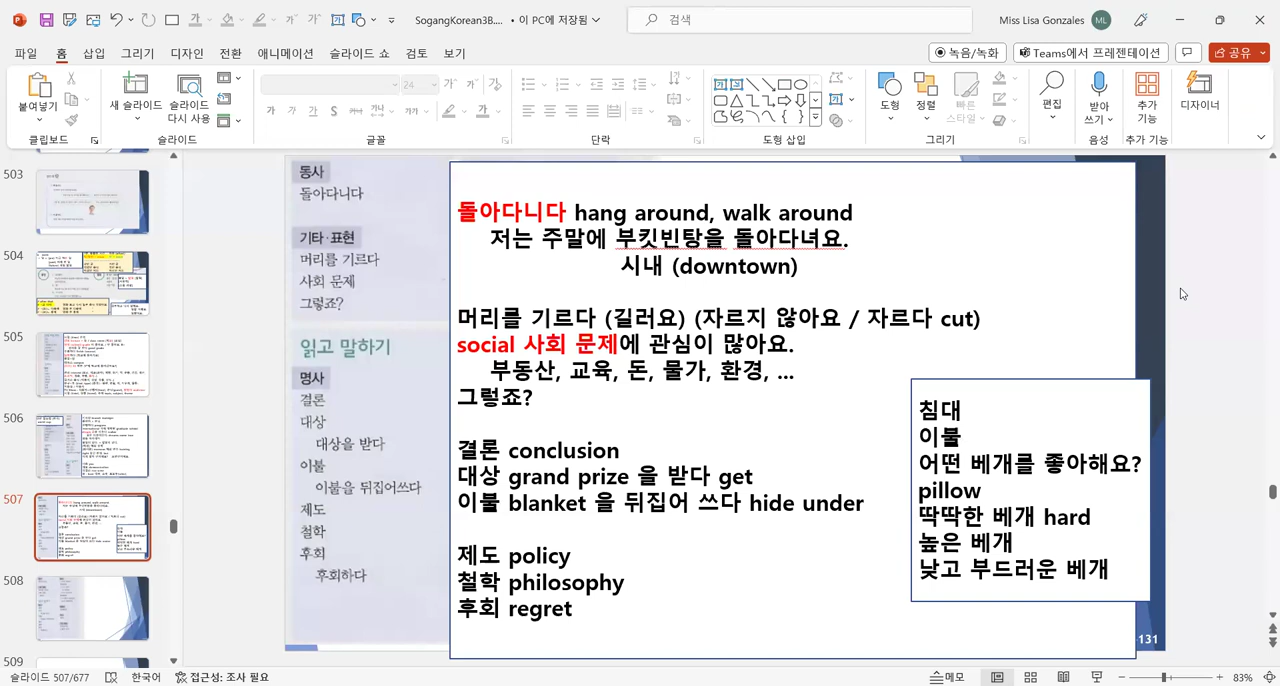 SogangKorean3B.... • 이 PC에 저장됨
검색
Miss Lisa Gonzales
ML
파일 홈 삽입 그리기 디자인 전환 애니메이션 슬라이드 쇼 검토 보기
녹음/녹화
Teams에서 프레젠테이션
공유
붙여넣기
클립보드
새 슬라이드
슬라이드 다시 사용
슬라이드
24
가 가 가 S
글꼴
단락
도형 삽입
도형
정렬
빠른 스타일
그리기
편집
받아쓰기
음성
추가 기능
추가 기능
디자이너
503
504
505
506
507
508
509
동사
돌아다니다
기타·표현
머리를 기르다
사회 문제
그렇죠?
읽고 말하기
명사
결론
대상
대상을 받다
이불
이불을 뒤집어쓰다
제도
철학
후회
후회하다
돌아다니다 hang around, walk around
저는 주말에 부킷빈탕을 돌아다녀요.
시내 (downtown)
머리를 기르다 (길러요) (자르지 않아요 / 자르다 cut)
social 사회 문제에 관심이 많아요.
부동산, 교육, 돈, 물가, 환경, ...
그렇죠?
결론 conclusion
대상 grand prize 을 받다 get
이불 blanket 을 뒤집어 쓰다 hide under
제도 policy
철학 philosophy
후회 regret
침대
이불
어떤 베개를 좋아해요?
pillow
딱딱한 베개 hard
높은 베개
낮고 부드러운 베개
131
슬라이드 507/677
한국어
접근성: 조사 필요
메모
83%